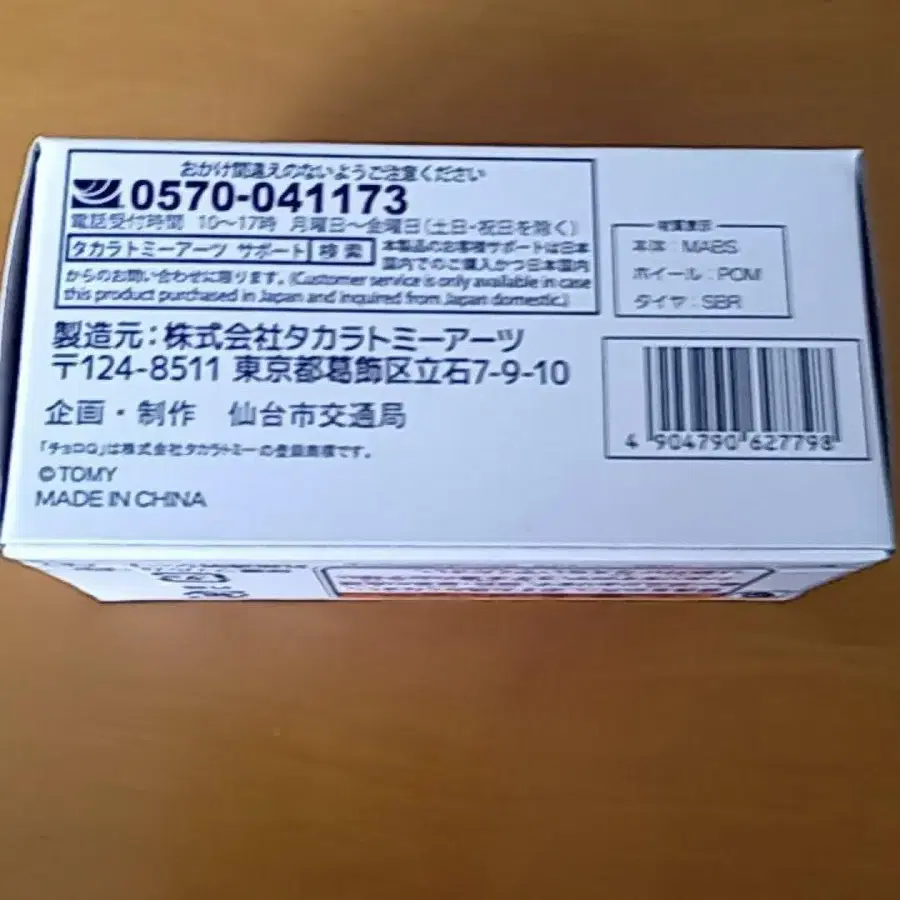 おかけ間違えのないようご注意ください
0570-041173
電話受付時間 10〜17時 月曜日〜金曜日(土日・祝日を除く)
タカラトミーアーツ サポート 検索
本製品のお客様サポートは日本
国内でのご購入かつ日本国内
からのお問い合わせに限ります。(Customer service is only available in case
this product purchased in Japan and inquired from Japan domestic.)
製造元:株式会社タカラトミーアーツ
〒124-8511 東京都葛飾区立石7-9-10
企画・制作 仙台市交通局
「チョロQ」は株式会社タカラトミーの登録商標です。
©TOMY
MADE IN CHINA
材質表示
本体:MABS
ホイール:POM
タイヤ:SBR
4 904790 627798